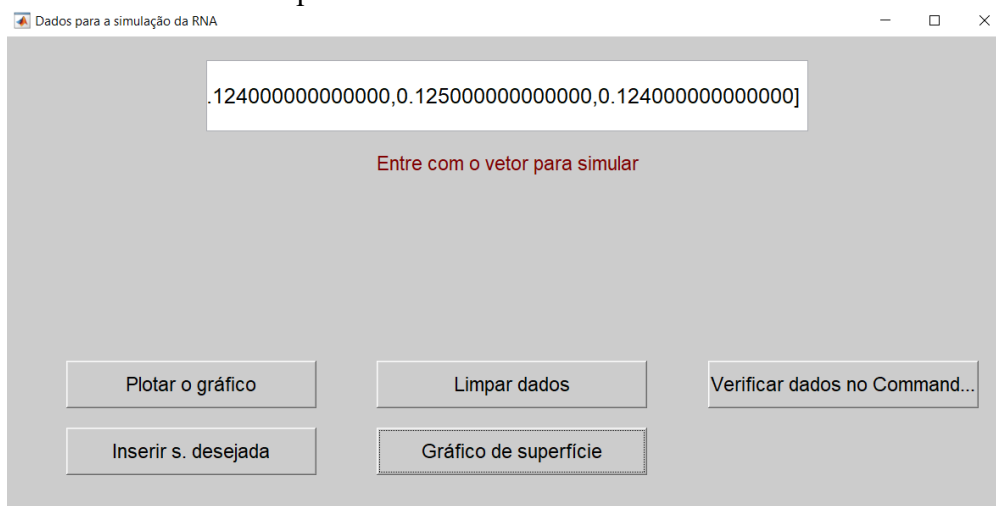 Dados para a simulação da RNA
.124000000000000,0.125000000000000,0.124000000000000]
Entre com o vetor para simular
Plotar o gráfico
Limpar dados
Verificar dados no Command...
Inserir s. desejada
Gráfico de superfície